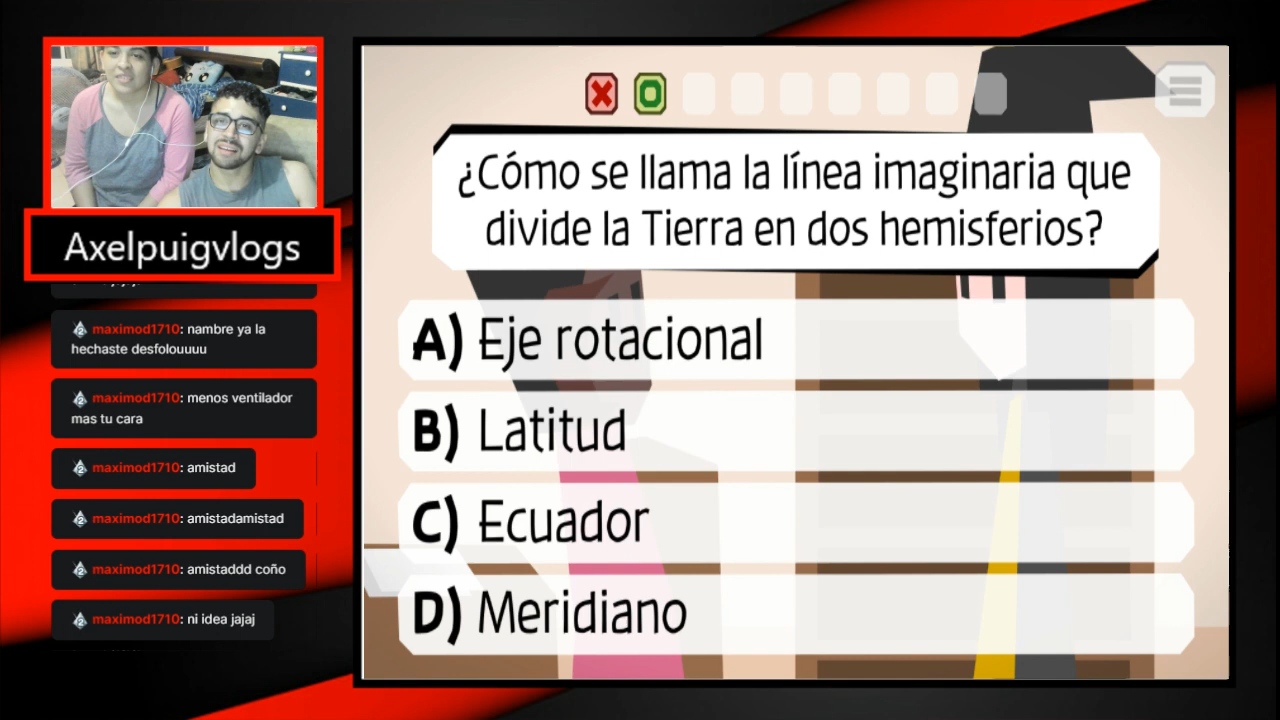 Axelpuigvlogs
maximod1710: nambre ya la
hechaste desfolouuuu
maximod1710: menos ventilador
mas tu cara
maximod1710: amistad
maximod1710: amistadamistad
maximod1710: amistaddd coño
maximod1710: ni idea jajaj
¿Cómo se llama la línea imaginaria que
divide la Tierra en dos hemisferios?
A) Eje rotacional
B) Latitud
C) Ecuador
D) Meridiano